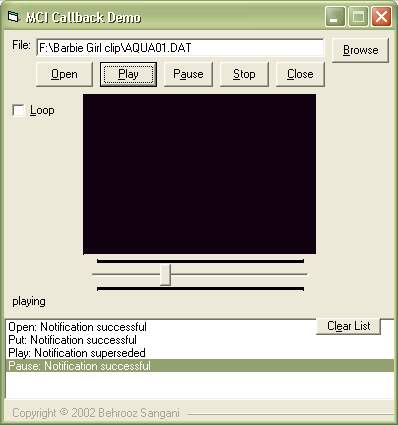 MCI Callback Demo
File: F:\Barbie Girl clip\AQUA01.DAT Browse
Open Play Pause Stop Close
Loop
playing
Clear List
Open: Notification successful
Put: Notification successful
Play: Notification superseded
Pause: Notification successful
Copyright © 2002 Behrooz Sangani